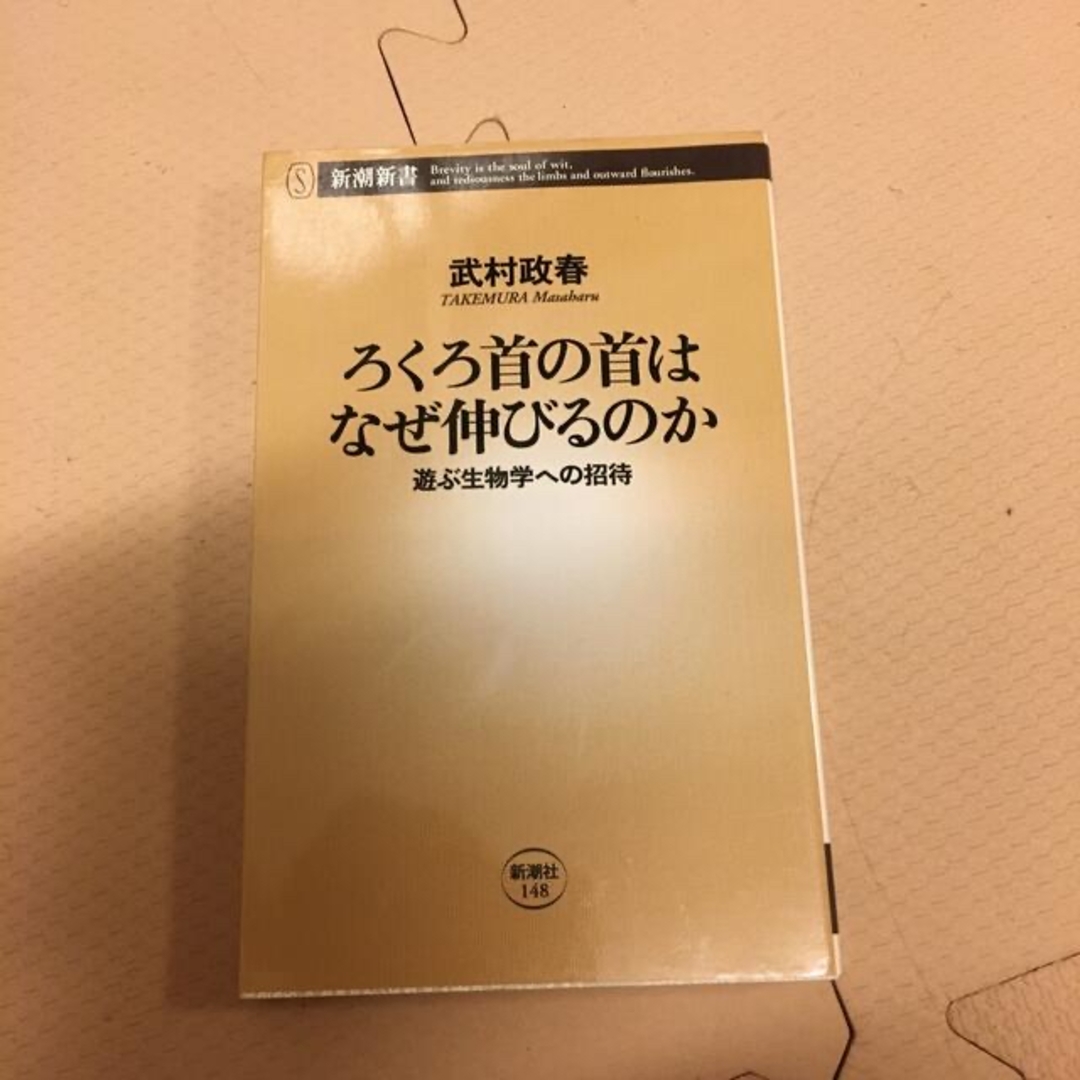 S 新潮新書 Brevity is the soul of wit,
and tediousness the limbs and outward flourishes.
武村政春
TAKEMURA Masaharu
ろくろ首の首は
なぜ伸びるのか
遊ぶ生物学への招待
新潮社
148